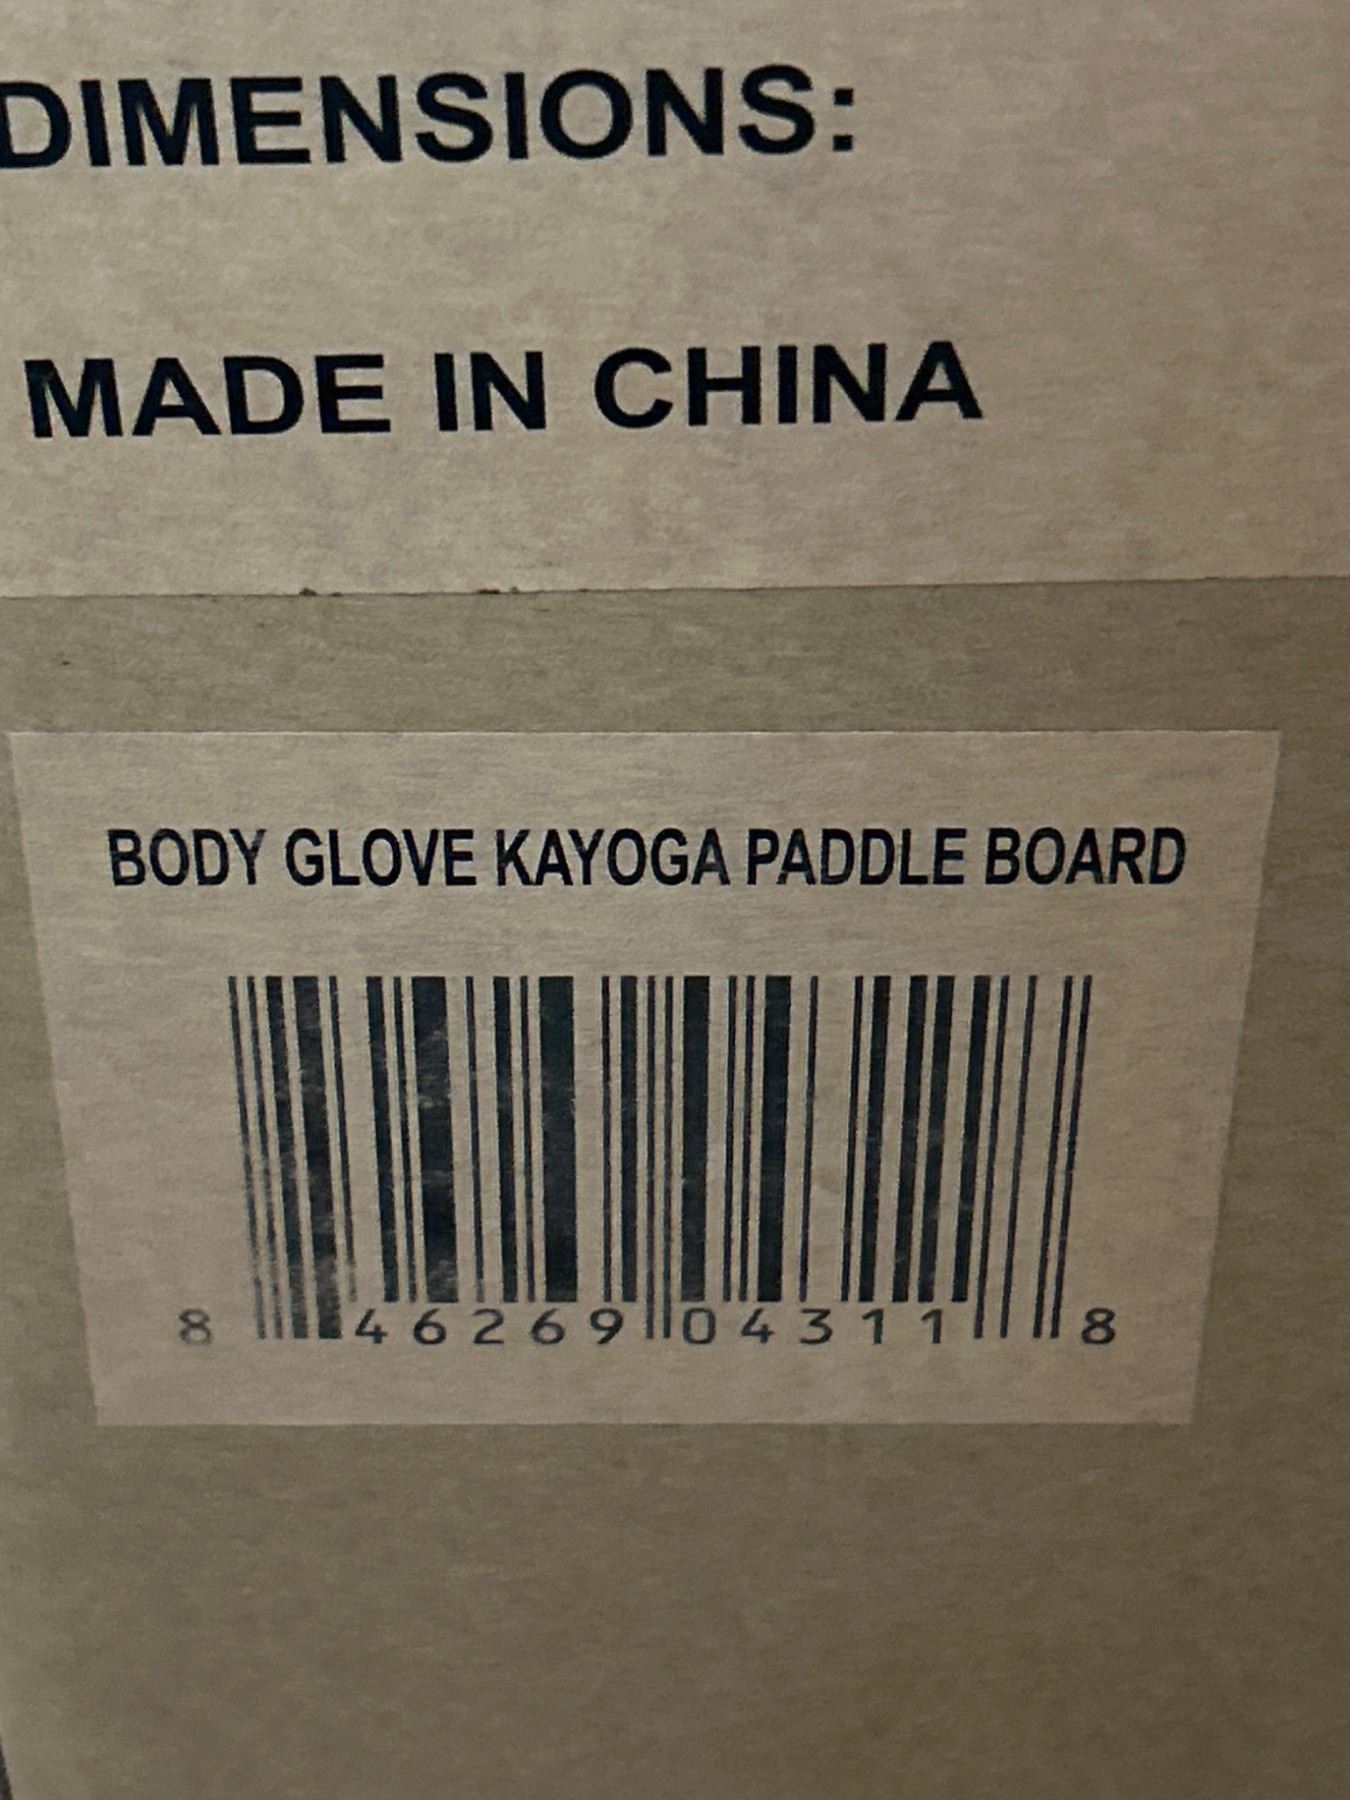 DIMENSIONS:
MADE IN CHINA
BODY GLOVE KAYOGA PADDLE BOARD
8 46269 04311 8